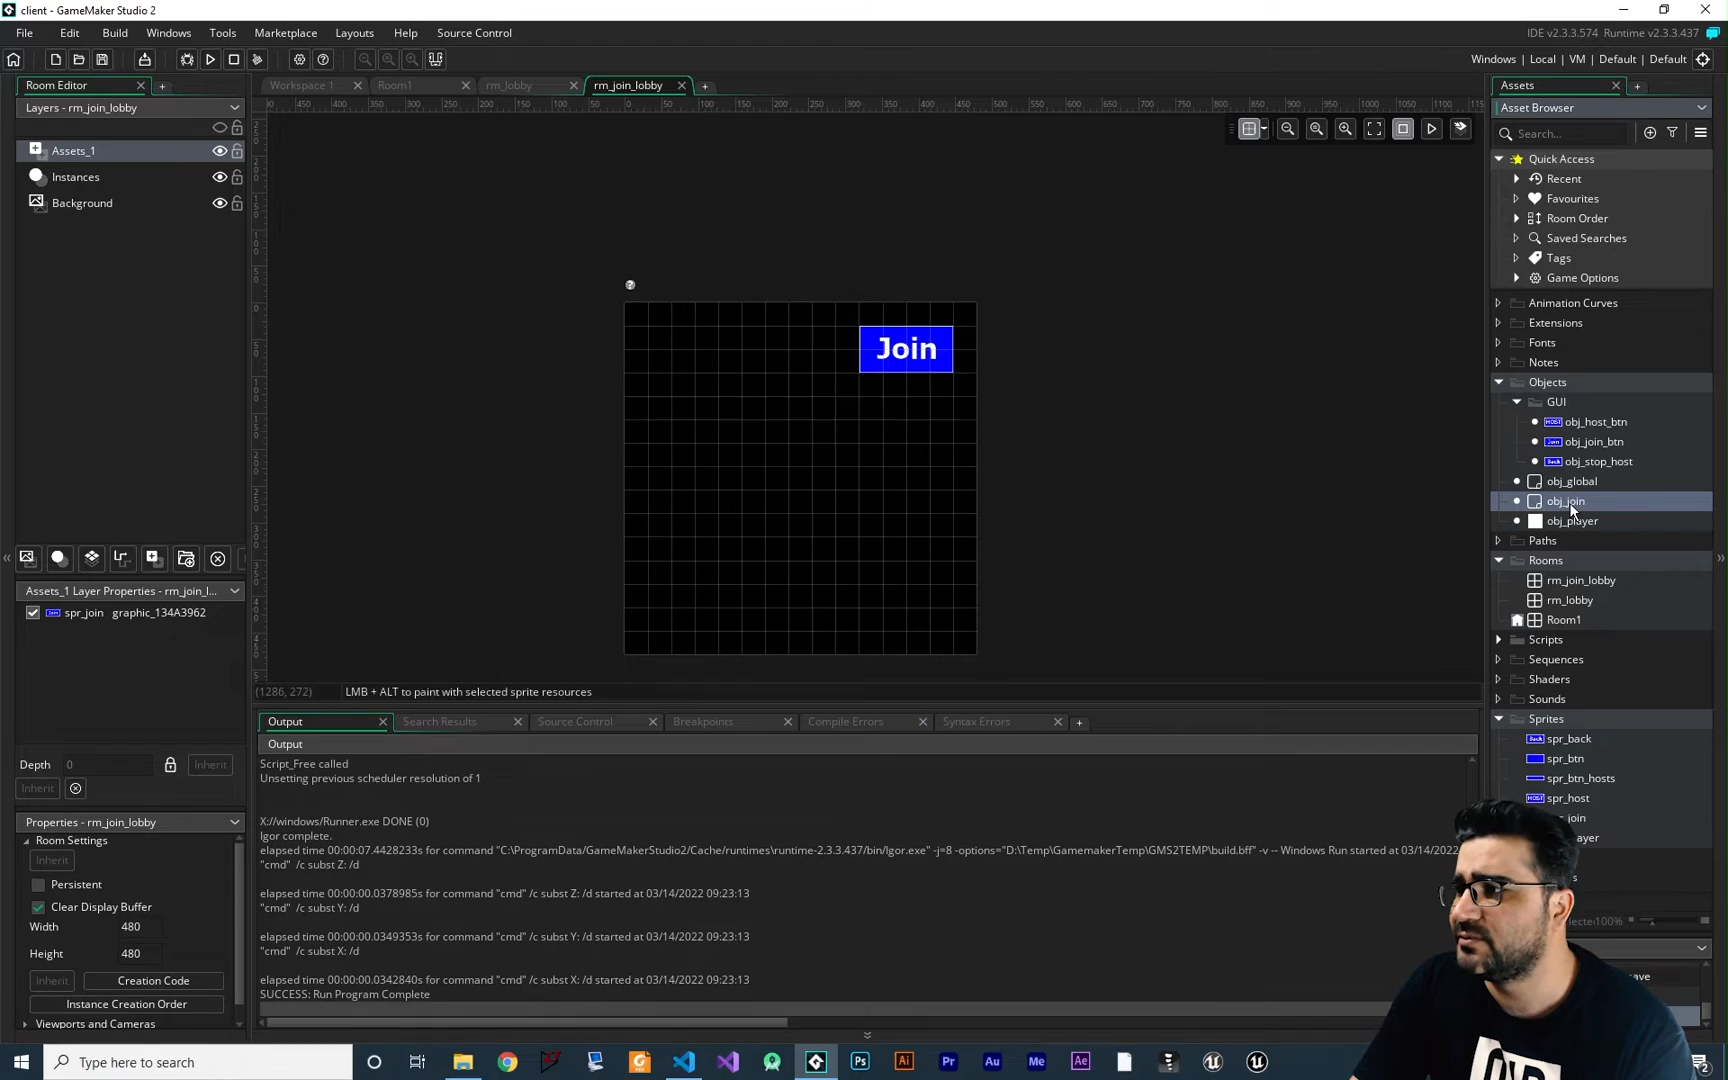 client - GameMaker Studio 2
File Edit Build Windows Tools Marketplace Layouts Help Source Control
IDE v2.3.3.574 Runtime v2.3.3.437
Windows | Local | VM | Default | Default
Room Editor
Workspace 1 Room1 rm_lobby rm_join_lobby
Assets
Layers - rm_join_lobby
Asset Browser
Search...
Assets_1
Instances
Background
Quick Access
Recent
Favourites
Room Order
Saved Searches
Tags
Game Options
Animation Curves
Extensions
Fonts
Notes
Objects
GUI
obj_host_btn
obj_join_btn
obj_stop_host
obj_global
obj_join
obj_player
Paths
Rooms
rm_join_lobby
rm_lobby
Room1
Scripts
Sequences
Shaders
Sounds
Sprites
spr_back
spr_btn
spr_btn_hosts
spr_host
Join
Assets_1 Layer Properties - rm_join_l...
spr_join graphic_134A3962
Depth 0 Inherit
Inherit
Properties - rm_join_lobby
Room Settings
Inherit
Persistent
Clear Display Buffer
Width 480
Height 480
Inherit Creation Code
Instance Creation Order
Viewports and Cameras
(1286, 272) LMB + ALT to paint with selected sprite resources
Output Search Results Source Control Breakpoints Compile Errors Syntax Errors
Output
Script_Free called
Unsetting previous scheduler resolution of 1
X://windows/Runner.exe DONE (0)
Igor complete.
elapsed time 00:00:07.4428233s for command "C:\ProgramData/GameMakerStudio2/Cache/runtimes\runtime-2.3.3.437/bin/Igor.exe" -j=8 -options="D:\Temp\GamemakerTemp\GMS2TEMP\build.bff" -v -- Windows Run started at 03/14/2022
"cmd" /c subst Z: /d
elapsed time 00:00:00.0378985s for command "cmd" /c subst Z: /d started at 03/14/2022 09:23:13
"cmd" /c subst Y: /d
elapsed time 00:00:00.0349353s for command "cmd" /c subst Y: /d started at 03/14/2022 09:23:13
"cmd" /c subst X: /d
elapsed time 00:00:00.0342840s for command "cmd" /c subst X: /d started at 03/14/2022 09:23:13
SUCCESS: Run Program Complete
Type here to search